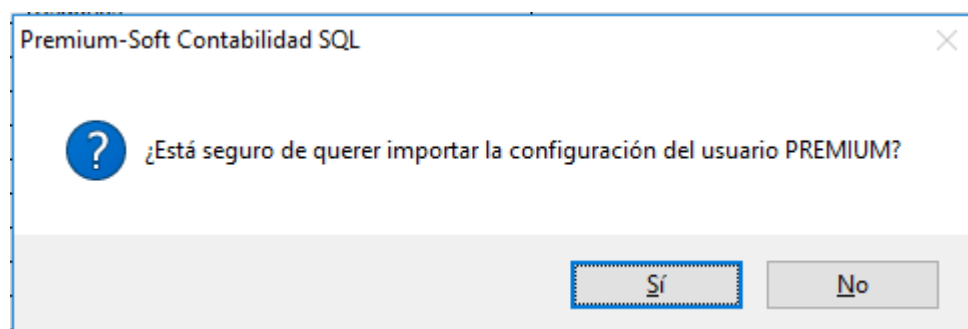 Premium-Soft Contabilidad SQL
¿Está seguro de querer importar la configuración del usuario PREMIUM?
Sí
No